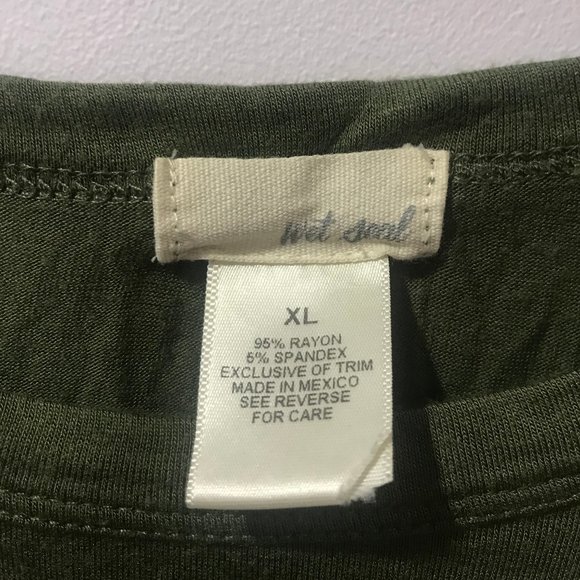 wet seal
XL
95% RAYON
5% SPANDEX
EXCLUSIVE OF TRIM
MADE IN MEXICO
SEE REVERSE
FOR CARE